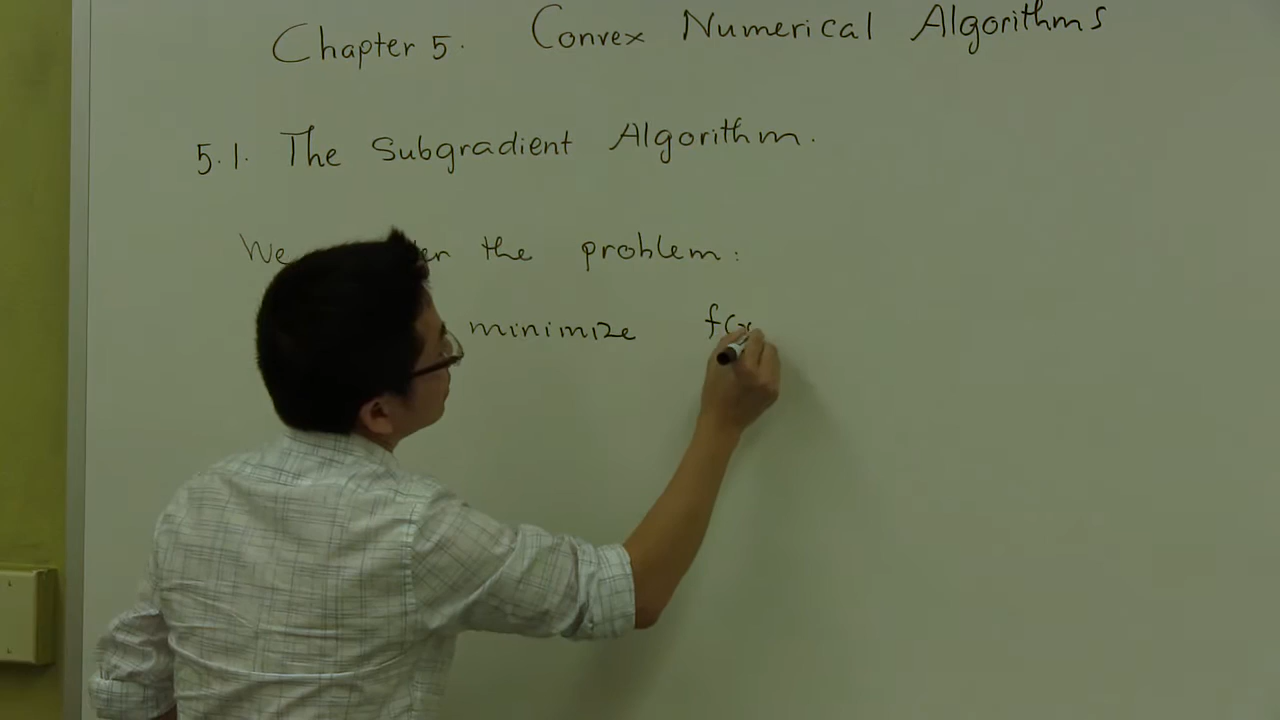 Chapter 5. Convex Numerical Algorithms
5.1. The Subgradient Algorithm.
We the problem:
minimize f(x